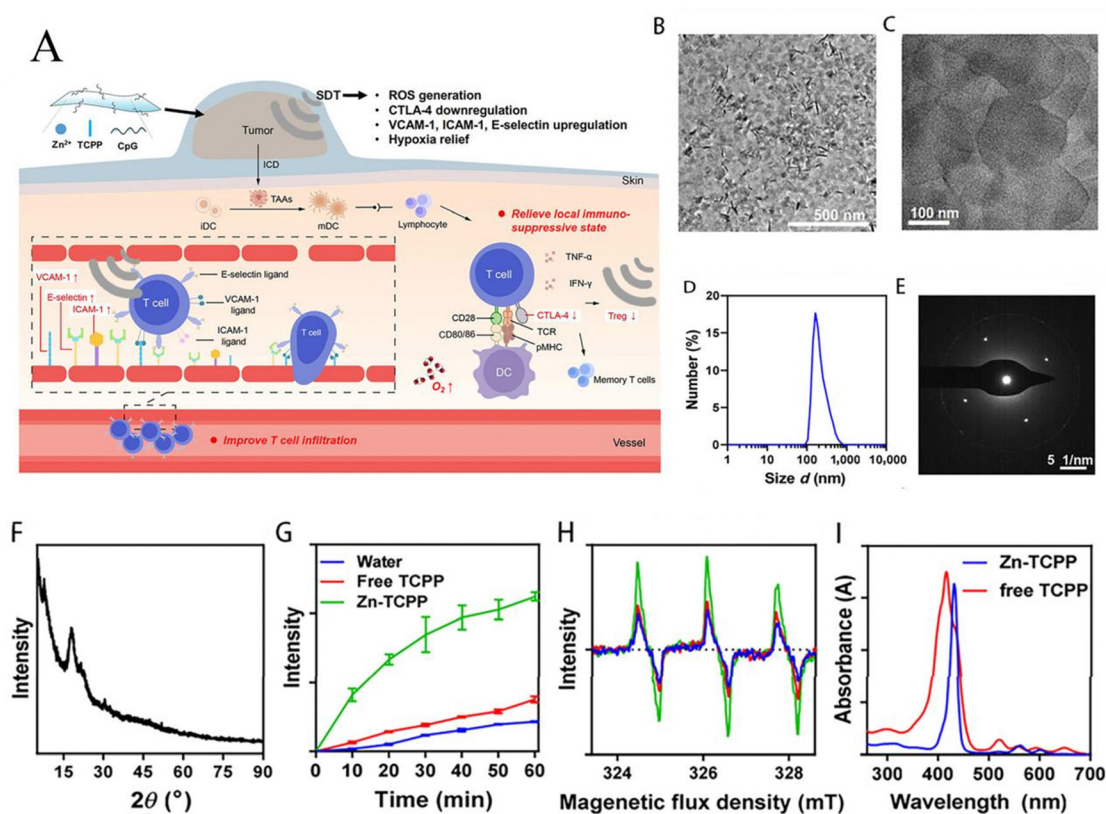 A
Zn²⁺ TCPP CpG
Tumor
SDT
• ROS generation
• CTLA-4 downregulation
• VCAM-1, ICAM-1, E-selectin upregulation
• Hypoxia relief
ICD
Skin
TAAs
iDC
mDC
Lymphocyte
• Relieve local immuno-
suppressive state
VCAM-1 ↑
E-selectin ↑
ICAM-1 ↑
T cell
E-selectin ligand
VCAM-1
ligand
ICAM-1
ligand
T cell
T cell
TNF-α
IFN-γ
CD28
CD80/86
CTLA-4 ↓
TCR
pMHC
Treg ↓
DC
O₂ ↑
Memory T cells
• Improve T cell infiltration
Vessel
B
500 nm
C
100 nm
D
Number (%)
20
15
10
5
0
1 10 100 1,000 10,000
Size d (nm)
E
5 1/nm
F
Intensity
15 30 45 60 75 90
2θ (°)
G
Water
Free TCPP
Zn-TCPP
Intensity
0 10 20 30 40 50 60
Time (min)
H
Intensity
324 326 328
Magenetic flux density (mT)
I
Zn-TCPP
free TCPP
Absorbance (A)
300 400 500 600 700
Wavelength (nm)